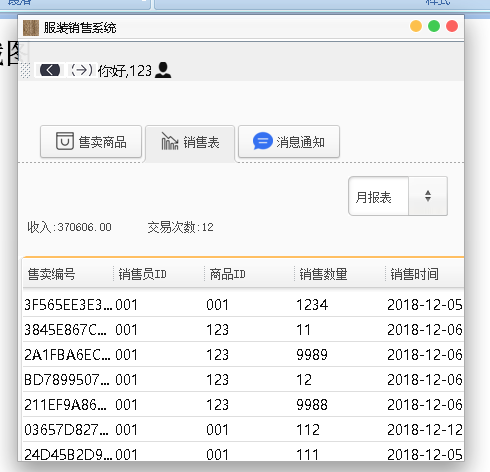 样式
服装销售系统
你好,123
售卖商品 销售表 消息通知
月报表
收入:370606.00 交易次数:12
售卖编号 销售员ID 商品ID 销售数量 销售时间
3F565EE3E3... 001 001 1234 2018-12-05
3845E867C... 001 123 11 2018-12-06
2A1FBA6EC... 001 123 9989 2018-12-06
BD7899507... 001 123 12 2018-12-06
211EF9A86... 001 123 9988 2018-12-06
03657D827... 001 001 112 2018-12-12
24D45B2D9... 001 001 111 2018-12-05